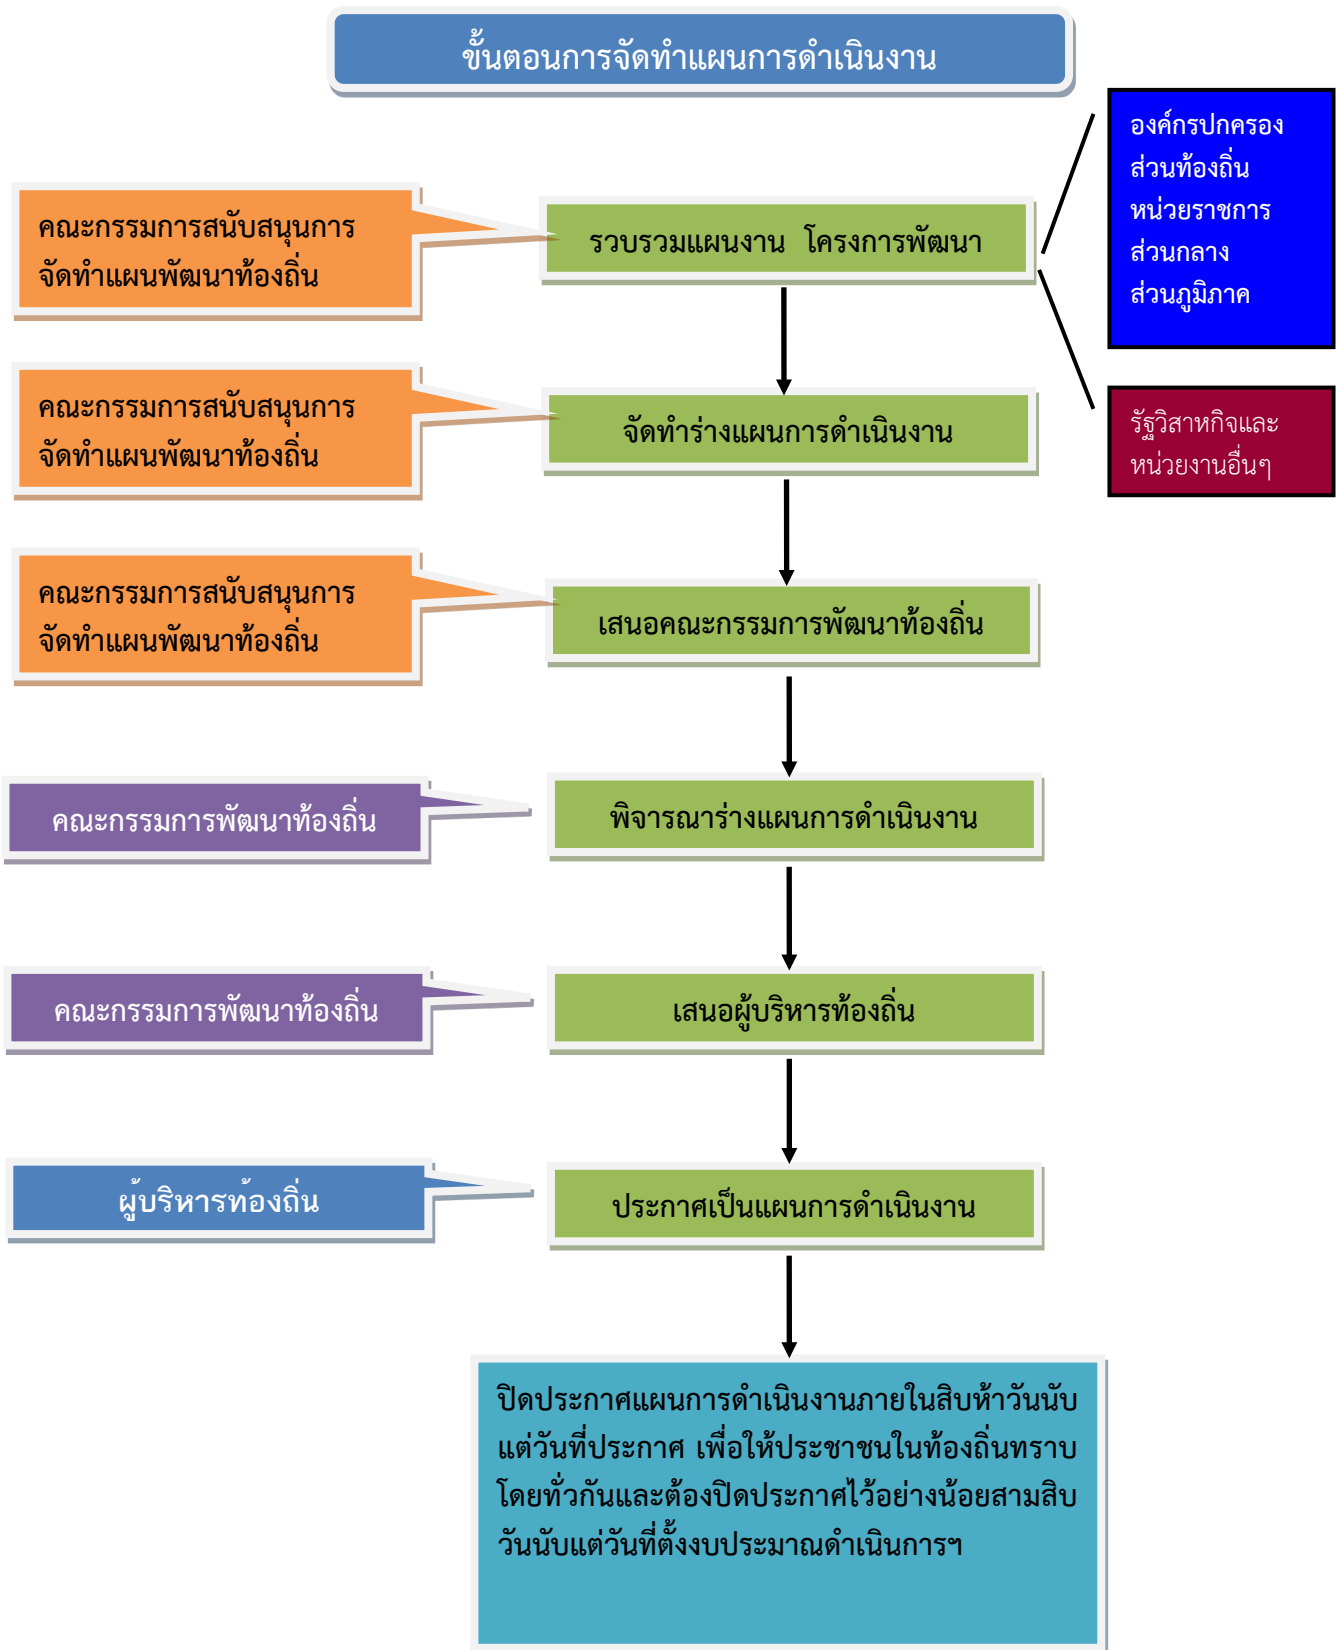 ขั้นตอนการจัดทำแผนการดำเนินงาน
องค์กรปกครอง
ส่วนท้องถิ่น
หน่วยราชการ
ส่วนกลาง
ส่วนภูมิภาค
คณะกรรมการสนับสนุนการ
จัดทำแผนพัฒนาท้องถิ่น
รวบรวมแผนงาน โครงการพัฒนา
คณะกรรมการสนับสนุนการ
จัดทำแผนพัฒนาท้องถิ่น
จัดทำร่างแผนการดำเนินงาน
รัฐวิสาหกิจและ
หน่วยงานอื่นๆ
คณะกรรมการสนับสนุนการ
จัดทำแผนพัฒนาท้องถิ่น
เสนอคณะกรรมการพัฒนาท้องถิ่น
คณะกรรมการพัฒนาท้องถิ่น
พิจารณาร่างแผนการดำเนินงาน
คณะกรรมการพัฒนาท้องถิ่น
เสนอผู้บริหารท้องถิ่น
ผู้บริหารท้องถิ่น
ประกาศเป็นแผนการดำเนินงาน
ปิดประกาศแผนการดำเนินงานภายในสิบห้าวันนับ
แต่วันที่ประกาศ เพื่อให้ประชาชนในท้องถิ่นทราบ
โดยทั่วกันและต้องปิดประกาศไว้อย่างน้อยสามสิบ
วันนับแต่วันที่ตั้งงบประมาณดำเนินการฯ